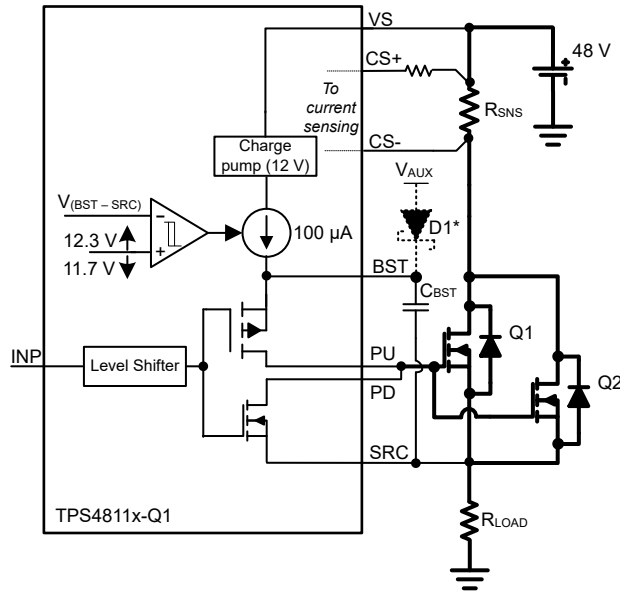 VS
CS+
48 V
To
current
sensing
RSNS
CS-
Charge
pump (12 V)
VAUX
V(BST – SRC)
D1*
12.3 V
100 µA
11.7 V
BST
CBST
Q1
INP
Level Shifter
PU
PD
Q2
SRC
TPS4811x-Q1
RLOAD